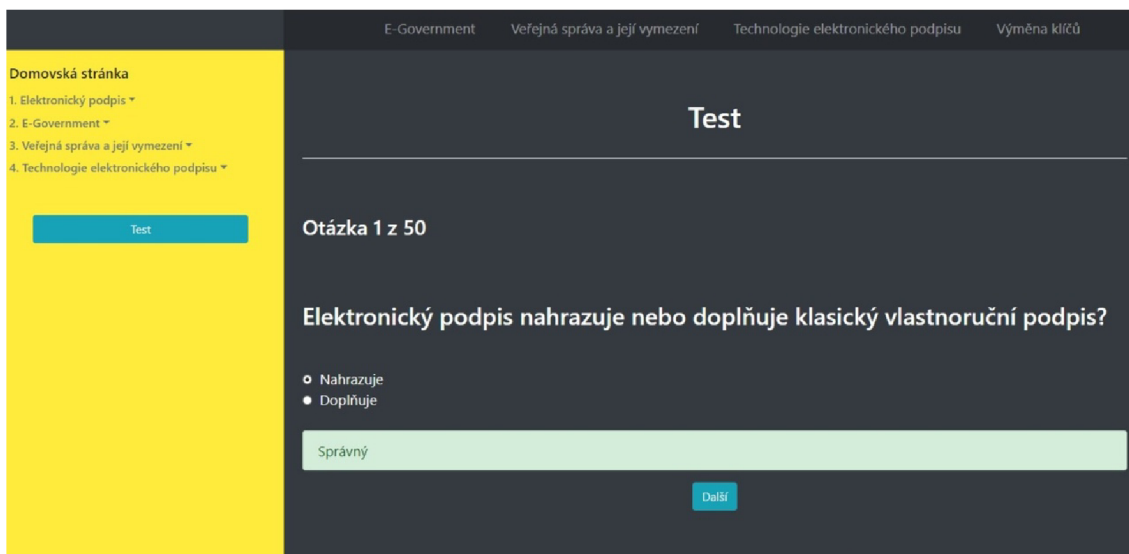 E-Government Veřejná správa a její vymezení Technologie elektronického podpisu Výměna klíčů
Domovská stránka
1. Elektronický podpis
2. E-Government
3. Veřejná správa a její vymezení
4. Technologie elektronického podpisu
Test
Test
Otázka 1 z 50
Elektronický podpis nahrazuje nebo doplňuje klasický vlastnoruční podpis?
Nahrazuje
Doplňuje
Správný
Další